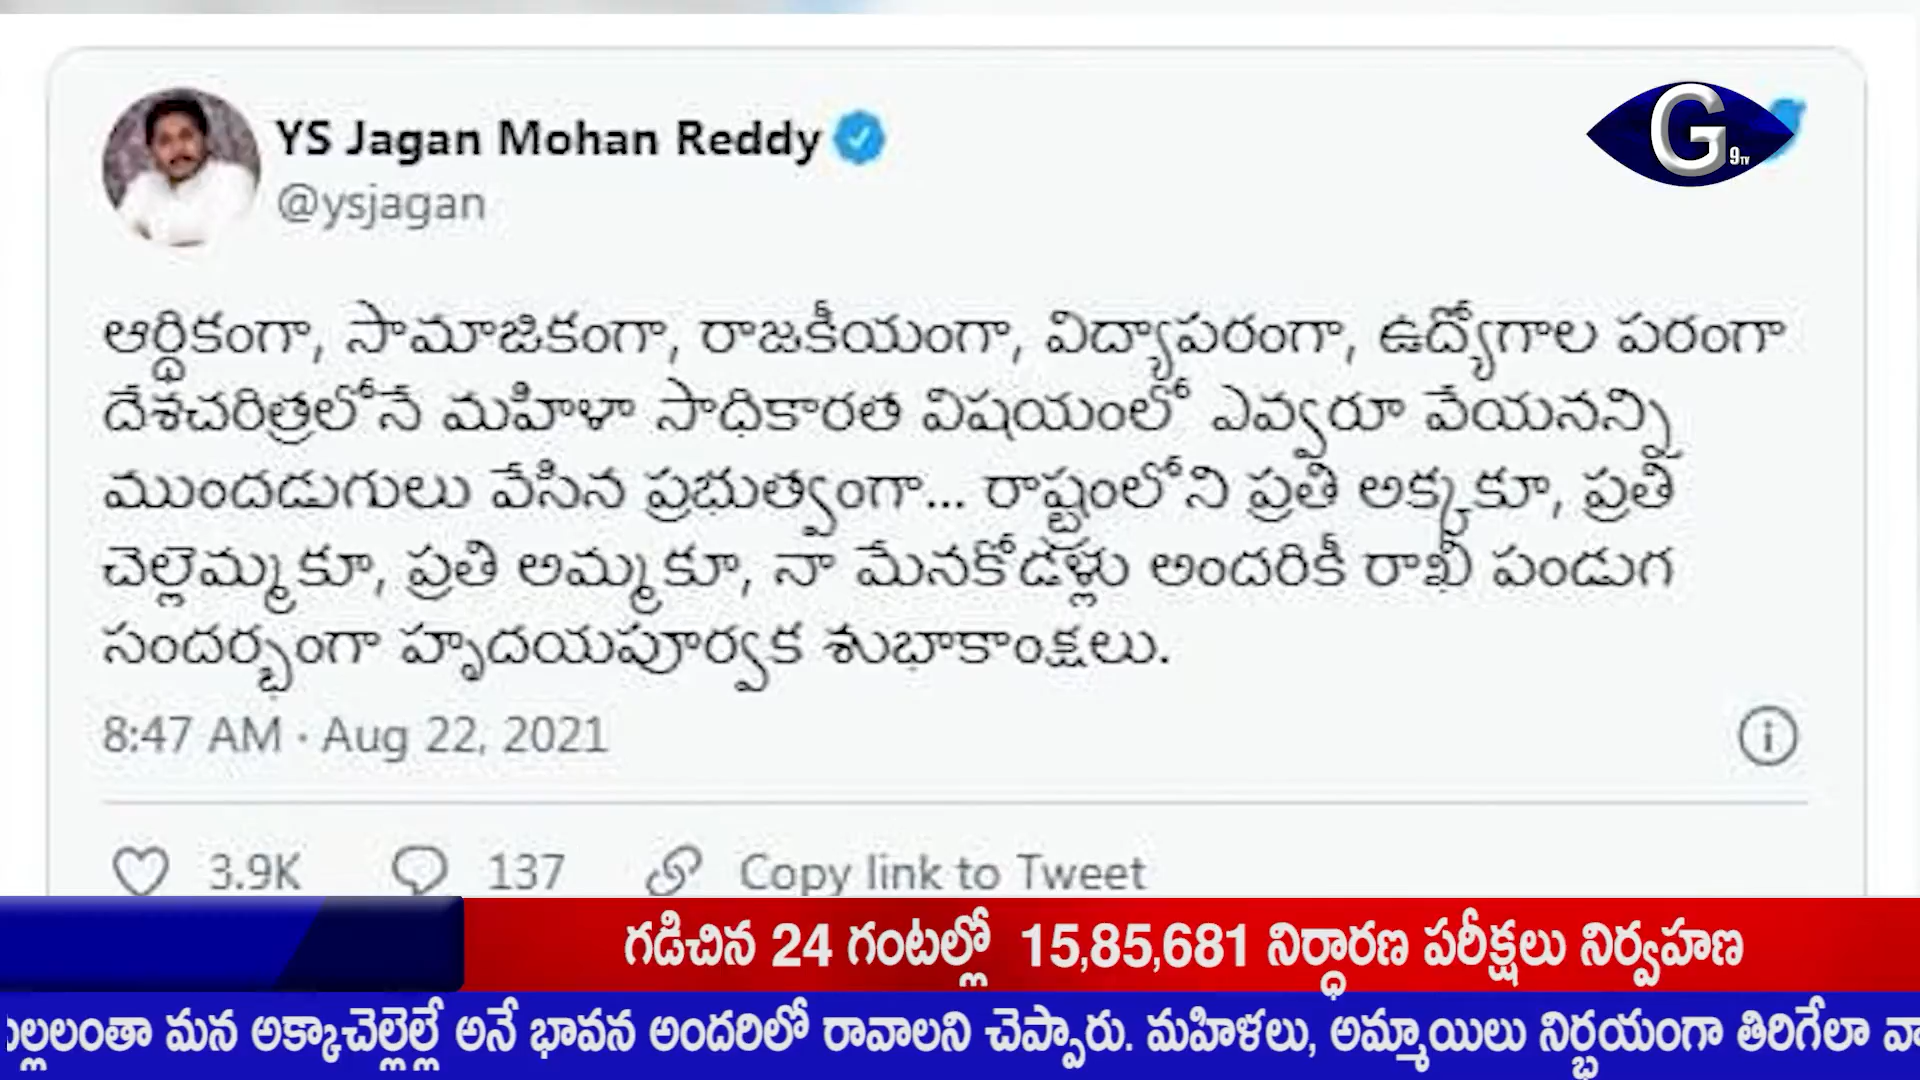 YS Jagan Mohan Reddy
@ysjagan
G 9 TV
ఆర్థికంగా, సామాజికంగా, రాజకీయంగా, విద్యాపరంగా, ఉద్యోగాల పరంగా
దేశచరిత్రలోనే మహిళా సాధికారత విషయంలో ఎవ్వరూ వేయనన్ని
ముందడుగులు వేసిన ప్రభుత్వంగా... రాష్ట్రంలోని ప్రతి అక్కకూ, ప్రతి
చెల్లెమ్మకూ, ప్రతి అమ్మకూ, నా మేనకోడళ్లు అందరికీ రాఖీ పండుగ
సందర్భంగా హృదయపూర్వక శుభాకాంక్షలు.
8:47 AM · Aug 22, 2021
3.9K 137 Copy link to Tweet
గడిచిన 24 గంటల్లో 15,85,681 నిర్ధారణ పరీక్షలు నిర్వహణ
మన అక్కాచెల్లెల్లే అనే భావన అందరిలో రావాలని చెప్పారు. మహిళలు, అమ్మాయిలు నిర్భయంగా తిరిగేలా